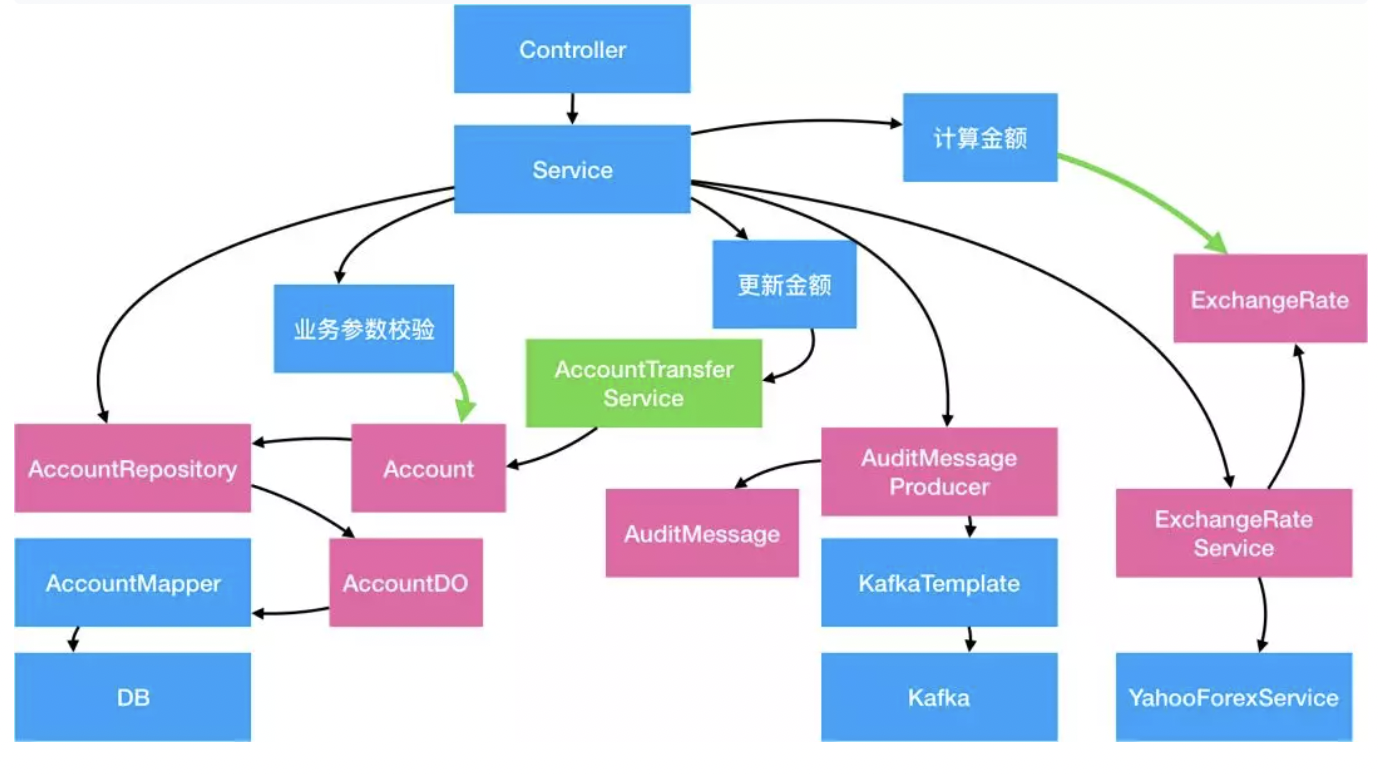 Controller
Service
计算金额
更新金额
ExchangeRate
业务参数校验
AccountTransfer
Service
AccountRepository
Account
AuditMessage
Producer
AuditMessage
ExchangeRate
Service
AccountMapper
AccountDO
KafkaTemplate
DB
Kafka
YahooForexService